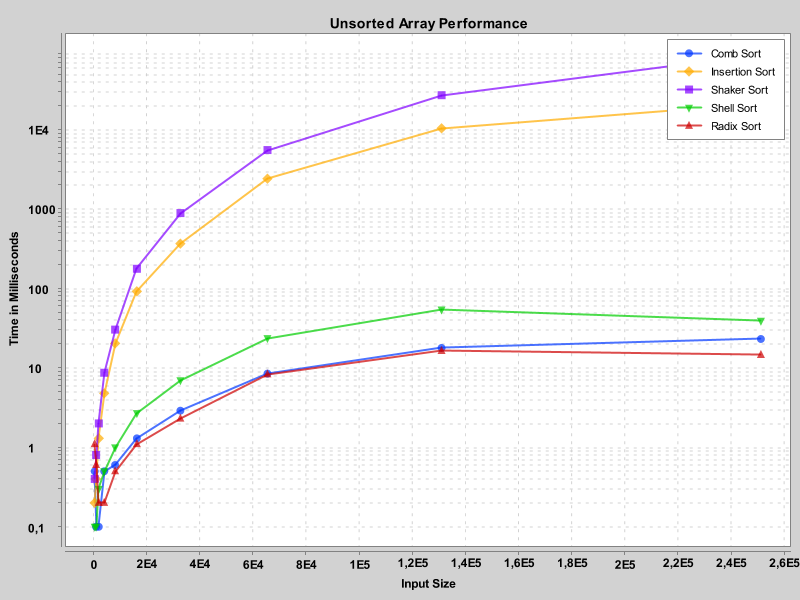 Unsorted Array Performance
Comb Sort
Insertion Sort
Shaker Sort
Shell Sort
Radix Sort
Time in Milliseconds
1E4
1000
100
10
1
0,1
0 2E4 4E4 6E4 8E4 1E5 1,2E5 1,4E5 1,6E5 1,8E5 2E5 2,2E5 2,4E5 2,6E5
Input Size